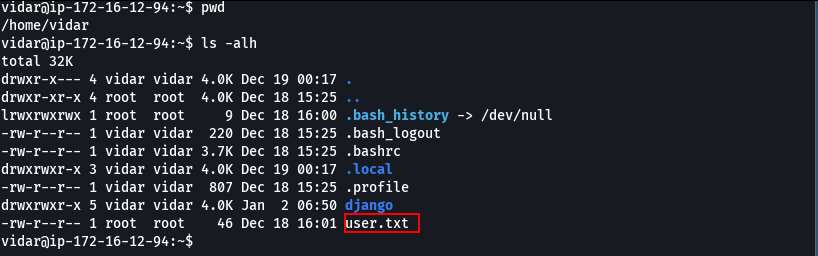 vidar@ip-172-16-12-94:~$ pwd
/home/vidar
vidar@ip-172-16-12-94:~$ ls -alh
total 32K
drwxr-x--- 4 vidar vidar 4.0K Dec 19 00:17 .
drwxr-xr-x 4 root  root  4.0K Dec 18 15:25 ..
lrwxrwxrwx 1 root  root     9 Dec 18 16:00 .bash_history -> /dev/null
-rw-r--r-- 1 vidar vidar  220 Dec 18 15:25 .bash_logout
-rw-r--r-- 1 vidar vidar 3.7K Dec 18 15:25 .bashrc
drwxrwxr-x 3 vidar vidar 4.0K Dec 19 00:17 .local
-rw-r--r-- 1 vidar vidar  807 Dec 18 15:25 .profile
drwxrwxr-x 5 vidar vidar 4.0K Jan  2 06:50 django
-rw-r--r-- 1 root  root    46 Dec 18 16:01 user.txt
vidar@ip-172-16-12-94:~$